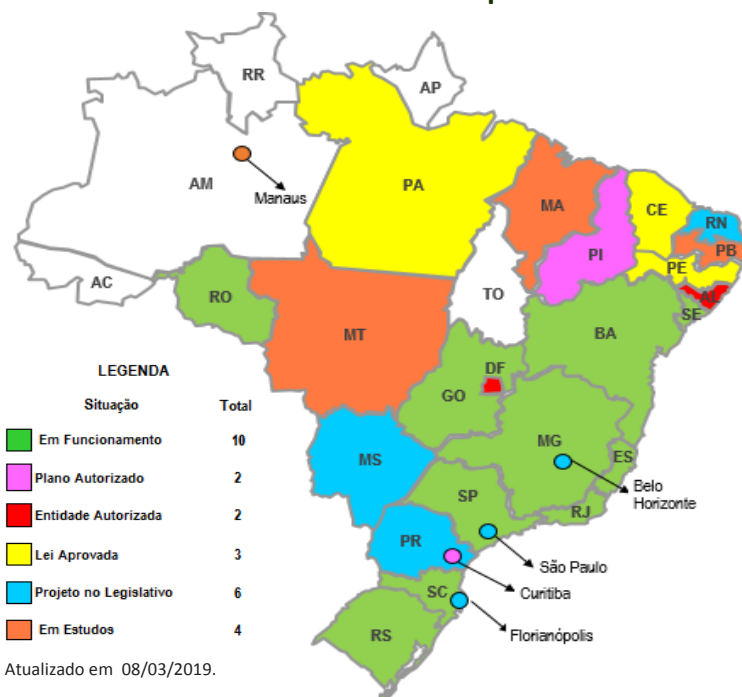 RR
AP
AM
Manaus
PA
MA
CE
RN
PB
PI
PE
AL
SE
AC
RO
TO
BA
MT
LEGENDA
Situação Total
Em Funcionamento 10
Plano Autorizado 2
Entidade Autorizada 2
Lei Aprovada 3
Projeto no Legislativo 6
Em Estudos 4
DF
GO
MG
ES
Belo
Horizonte
MS
SP
RJ
São Paulo
PR
Curitiba
SC
Florianópolis
RS
Atualizado em 08/03/2019.